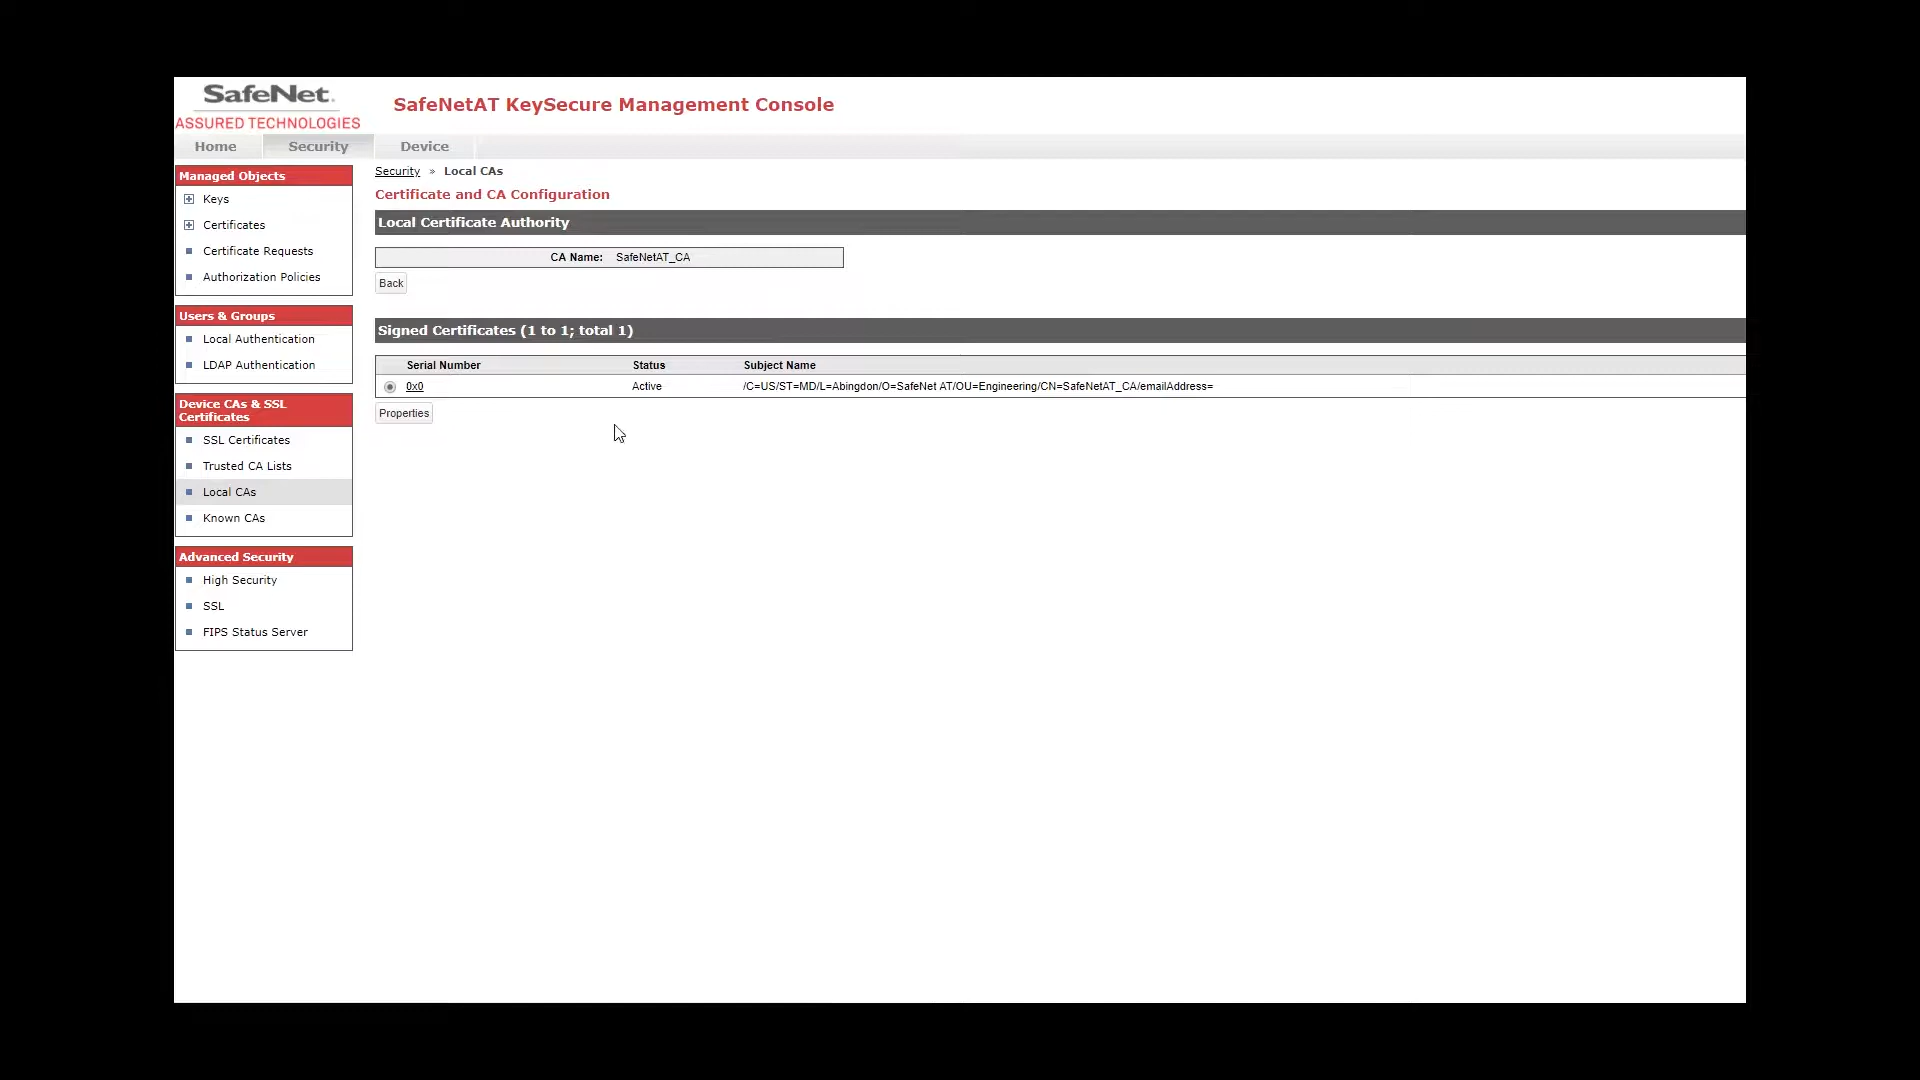 SafeNet.
ASSURED TECHNOLOGIES
SafeNetAT KeySecure Management Console
Home Security Device
Managed Objects
Keys
Certificates
Certificate Requests
Authorization Policies
Users & Groups
Local Authentication
LDAP Authentication
Device CAs & SSL
Certificates
SSL Certificates
Trusted CA Lists
Local CAs
Known CAs
Advanced Security
High Security
SSL
FIPS Status Server
Security » Local CAs
Certificate and CA Configuration
Local Certificate Authority
CA Name: SafeNetAT_CA
Back
Signed Certificates (1 to 1; total 1)
Serial Number Status Subject Name
0x0 Active /C=US/ST=MD/L=Abingdon/O=SafeNet AT/OU=Engineering/CN=SafeNetAT_CA/emailAddress=
Properties